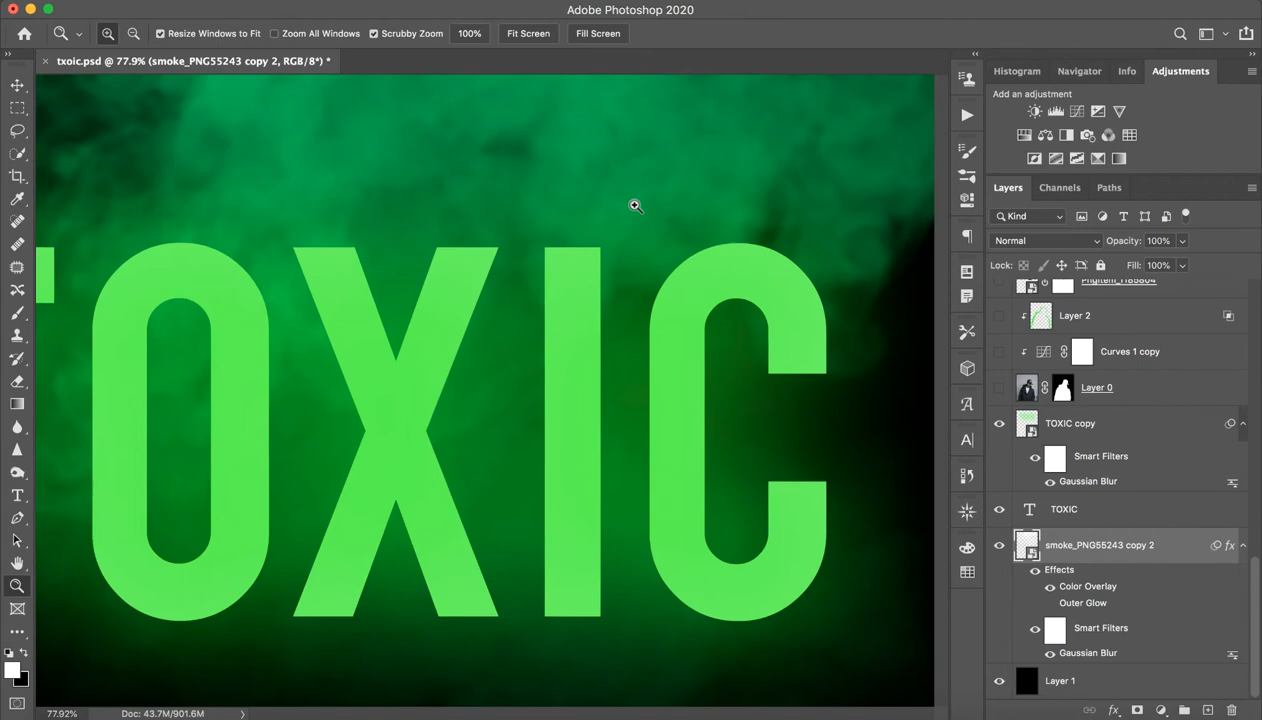 Adobe Photoshop 2020
Resize Windows to Fit Zoom All Windows Scrubby Zoom 100% Fit Screen Fill Screen
txoic.psd @ 77.9% (smoke_PNG55243 copy 2, RGB/8*) *
Histogram Navigator Info Adjustments
Add an adjustment
Layers Channels Paths
Kind
Normal Opacity: 100%
Lock: Fill: 100%
PngItem_1185804
Layer 2
Curves 1 copy
Layer 0
TOXIC copy
Smart Filters
Gaussian Blur
TOXIC
smoke_PNG55243 copy 2 fx
Effects
Color Overlay
Outer Glow
Smart Filters
Gaussian Blur
Layer 1
TOXIC
77.92% Doc: 43.7M/901.6M